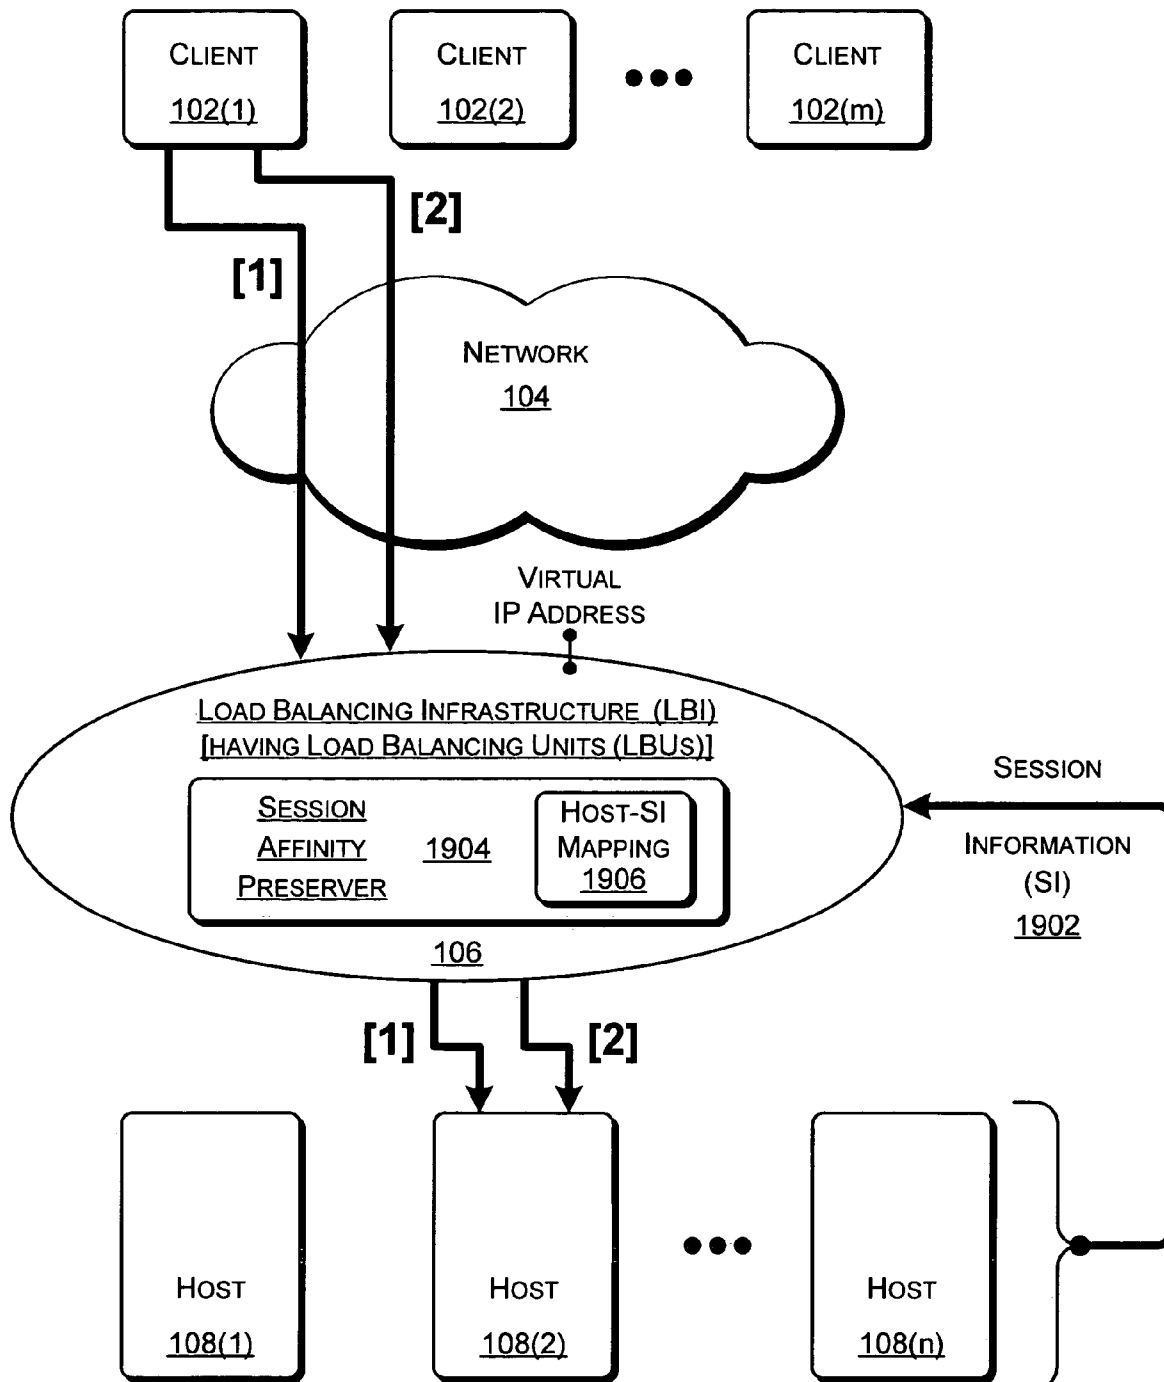 CLIENT
102(1)
CLIENT
102(2)
CLIENT
102(m)
[2]
[1]
NETWORK
104
VIRTUAL
IP ADDRESS
LOAD BALANCING INFRASTRUCTURE (LBI)
[HAVING LOAD BALANCING UNITS (LBUS)]
SESSION
AFFINITY
PRESERVER
1904
HOST-SI
MAPPING
1906
106
SESSION
INFORMATION
(SI)
1902
[1]
[2]
HOST
108(1)
HOST
108(2)
HOST
108(n)